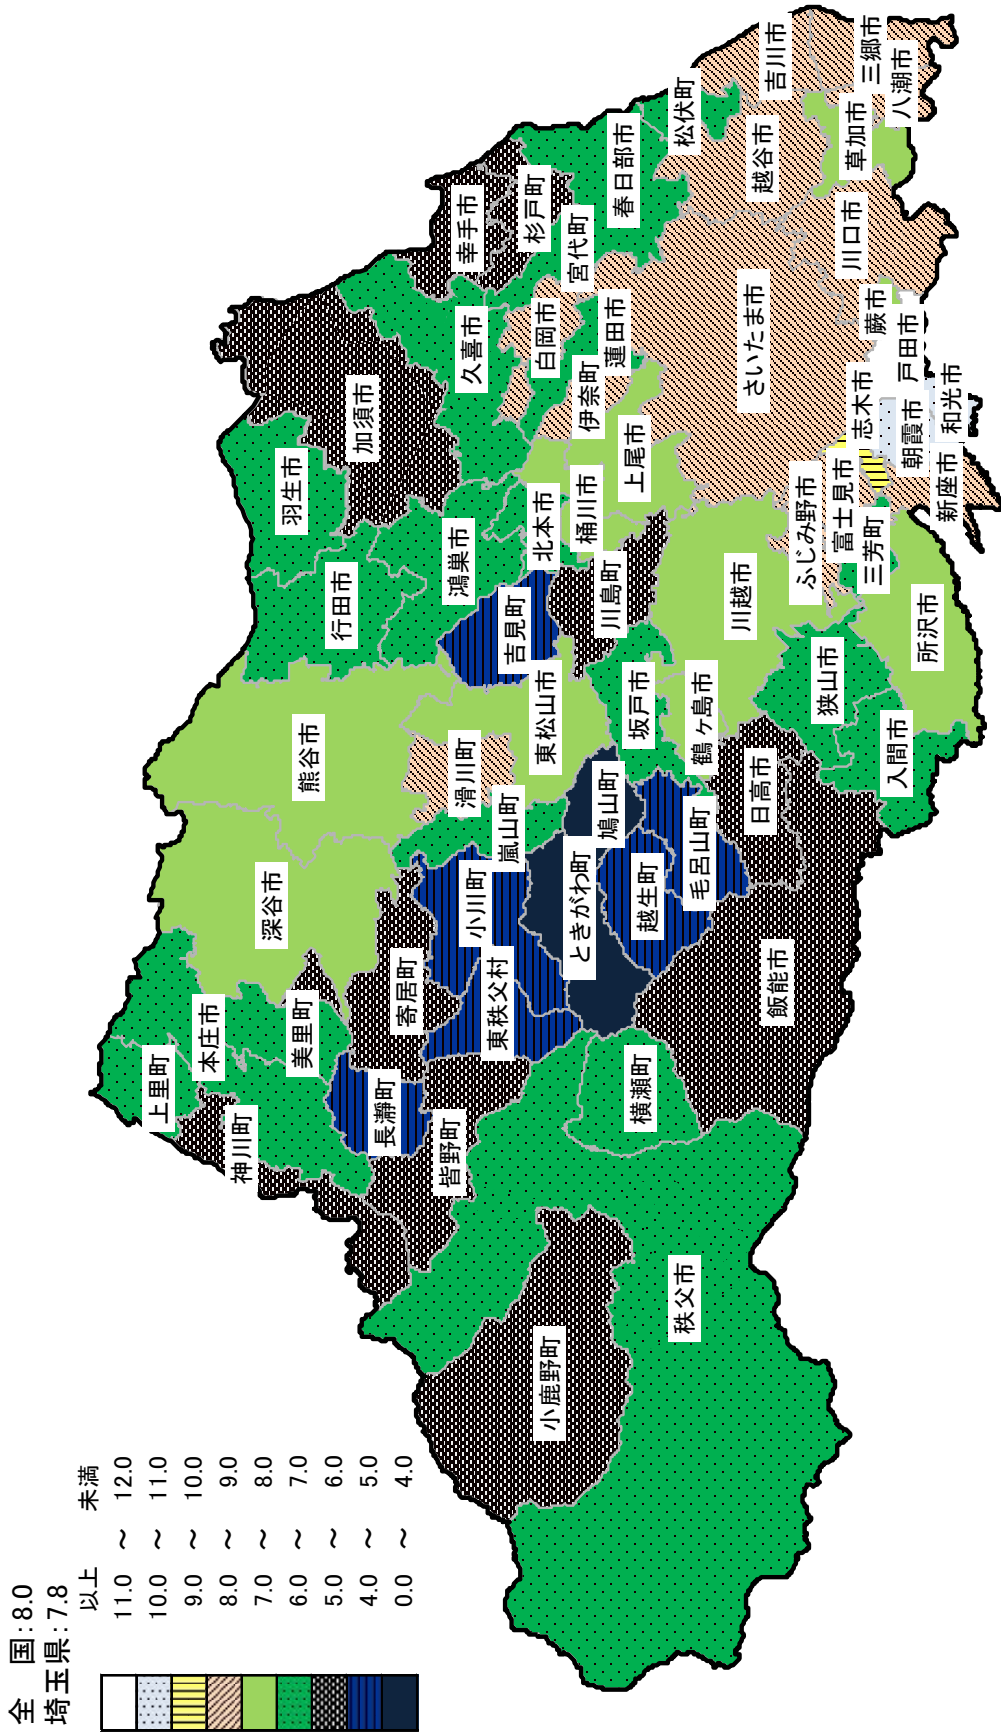 全　国:8.0
埼玉県:7.8
以上　未満
11.0 ～ 12.0
10.0 ～ 11.0
9.0 ～ 10.0
8.0 ～ 9.0
7.0 ～ 8.0
6.0 ～ 7.0
5.0 ～ 6.0
4.0 ～ 5.0
0.0 ～ 4.0
上里町
本庄市
神川町
美里町
深谷市
熊谷市
行田市
羽生市
加須市
長瀞町
寄居町
皆野町
小川町
東秩父村
嵐山町
滑川町
東松山市
吉見町
鴻巣市
北本市
久喜市
幸手市
杉戸町
宮代町
白岡市
蓮田市
伊奈町
桶川市
上尾市
川島町
春日部市
松伏町
小鹿野町
秩父市
横瀬町
ときがわ町
鳩山町
越生町
毛呂山町
坂戸市
鶴ヶ島市
日高市
飯能市
川越市
狭山市
入間市
所沢市
さいたま市
越谷市
吉川市
三郷市
八潮市
草加市
川口市
蕨市
戸田市
志木市
朝霞市
和光市
新座市
ふじみ野市
富士見市
三芳町